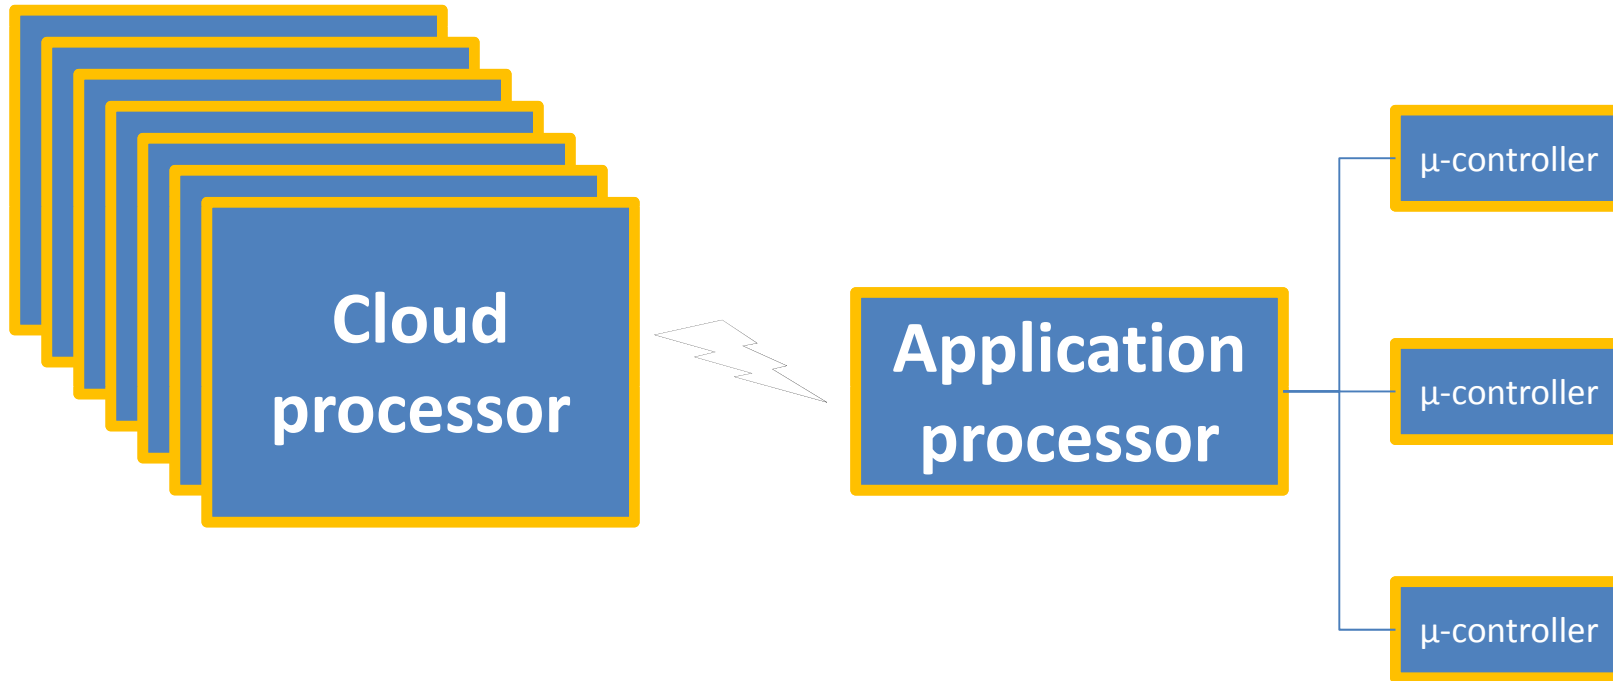 Cloud
processor
Application
processor
μ-controller
μ-controller
μ-controller